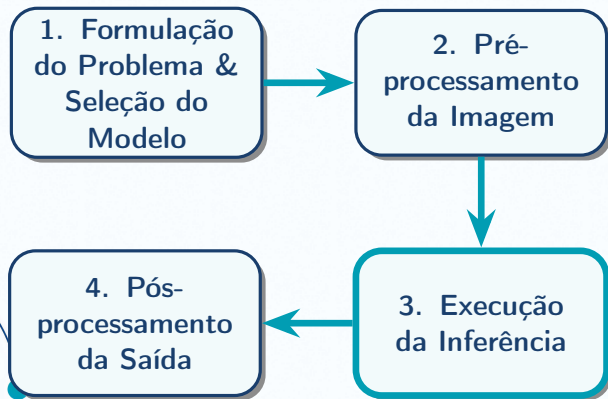 1. Formulação
do Problema &
Seleção do
Modelo
2. Pré-
processamento
da Imagem
3. Execução
da Inferência
4. Pós-
processamento
da Saída